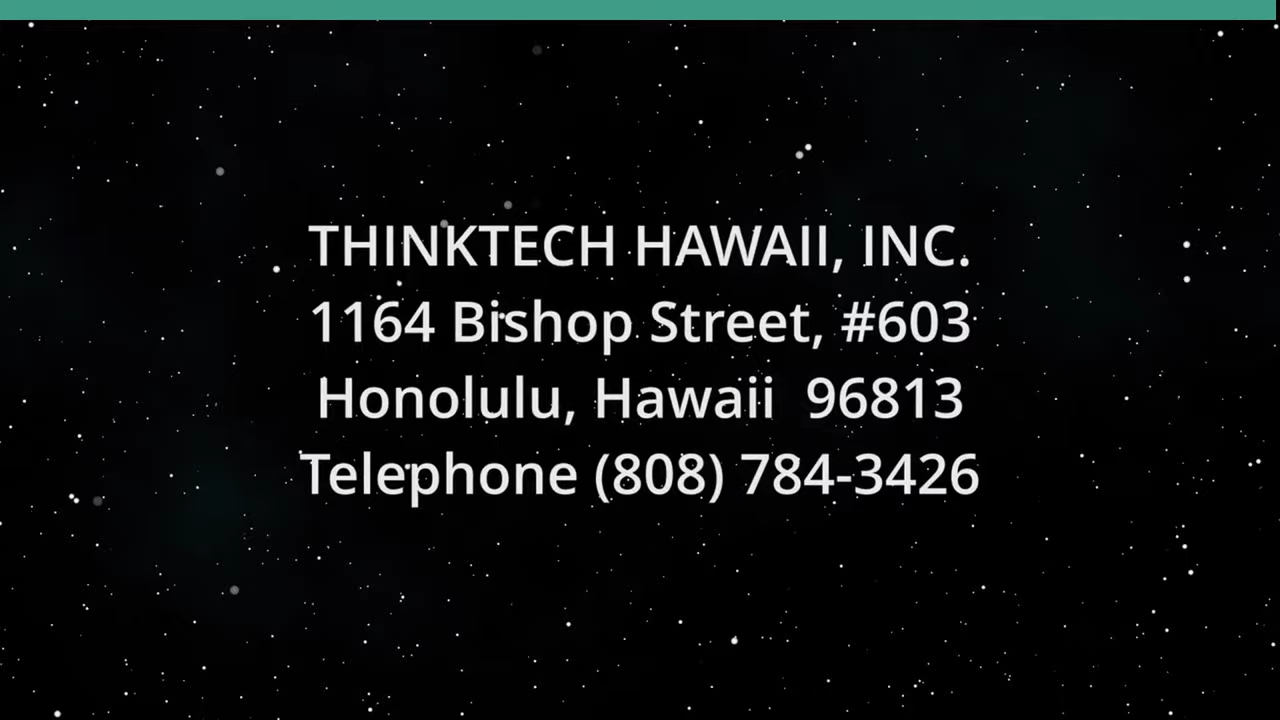 THINKTECH HAWAII, INC.
1164 Bishop Street, #603
Honolulu, Hawaii  96813
Telephone (808) 784-3426